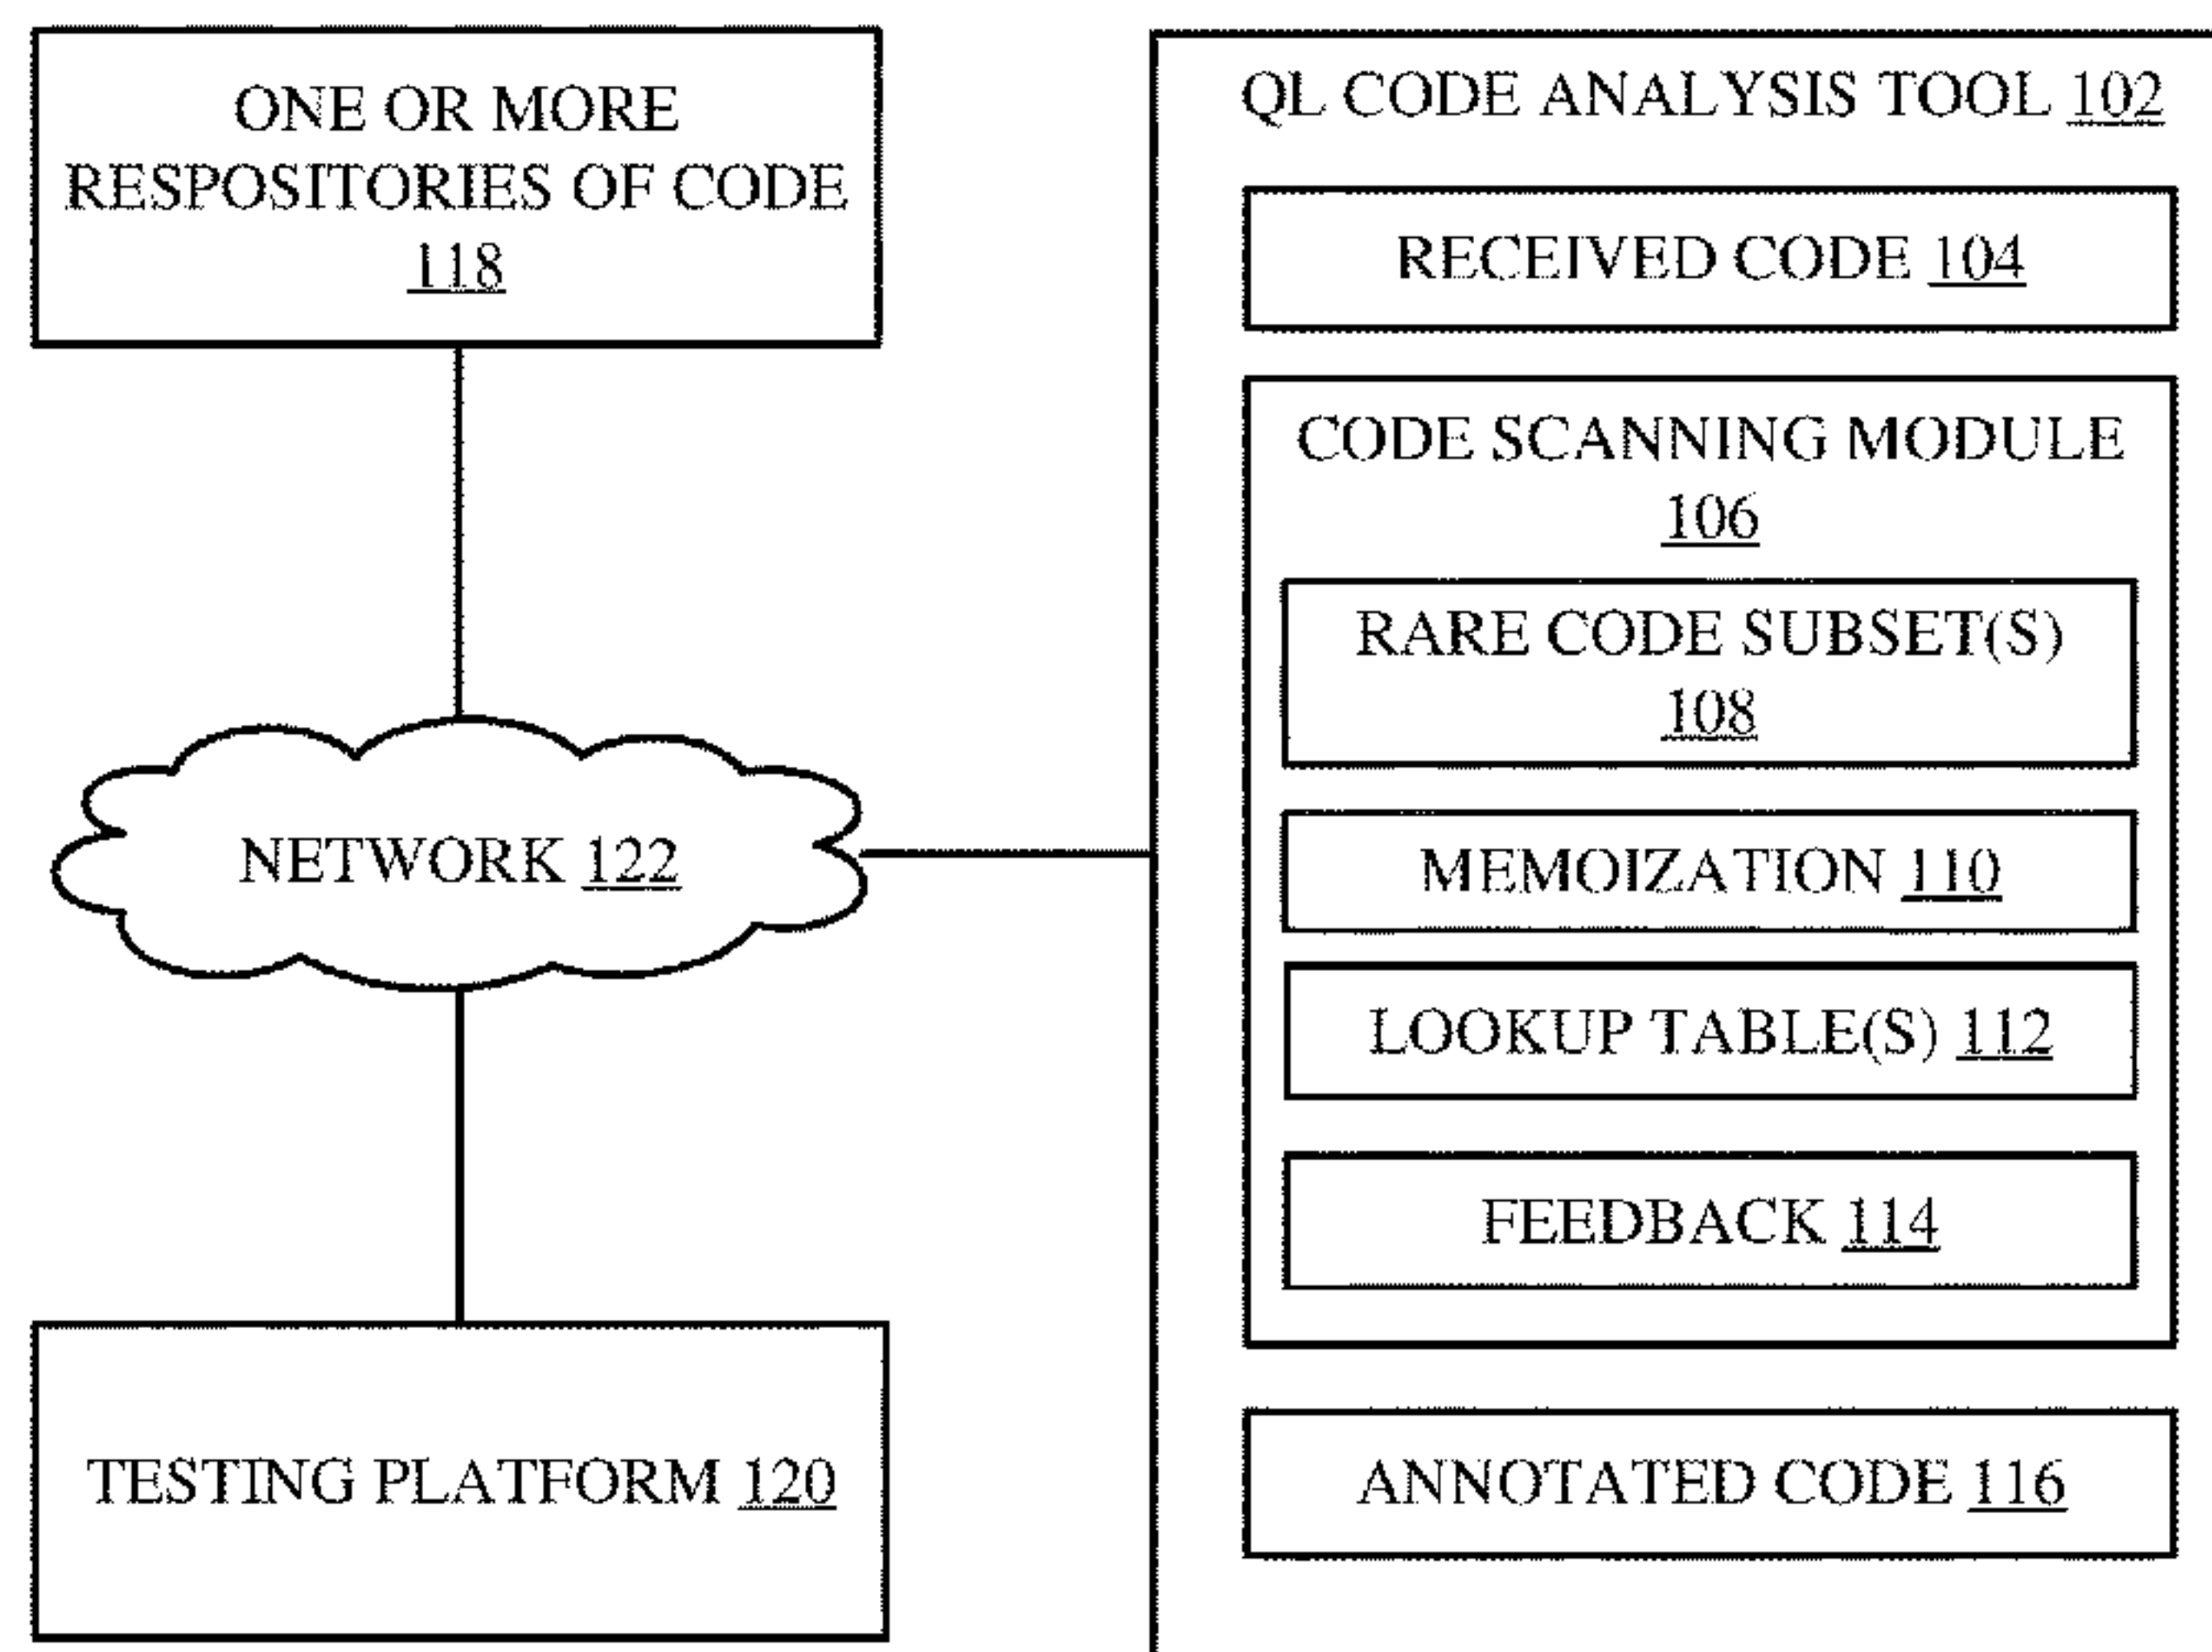 ONE OR MORE
RESPOSITORIES OF CODE
118
NETWORK 122
TESTING PLATFORM 120
QL CODE ANALYSIS TOOL 102
RECEIVED CODE 104
CODE SCANNING MODULE
106
RARE CODE SUBSET(S)
108
MEMOIZATION 110
LOOKUP TABLE(S) 112
FEEDBACK 114
ANNOTATED CODE 116